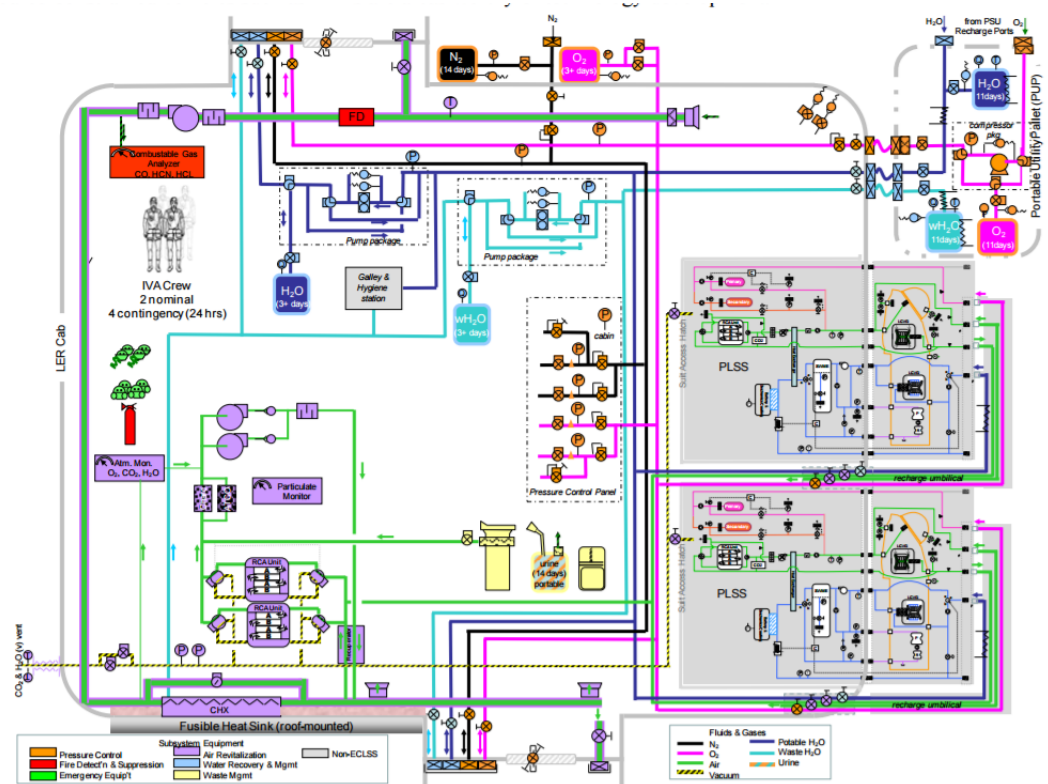 N₂
H₂O
from PSU
Recharge Ports
O₂
N₂
(14 days)
O₂
(3+ days)
H₂O
11days)
compressor
pkg
Portable Utility Pallet (PUP)
wH₂O
11days)
O₂
(11days)
LER Cab
FD
Combustable Gas
Analyzer
CO, HCN, HCL
IVA Crew
2 nominal
4 contingency (24 hrs)
Pump package
Pump package
H₂O
(3+ days)
Galley &
Hygiene
station
wH₂O
(3+ days)
cabin
Pressure Control Panel
Suit Access Hatch
PLSS
recharge umbilical
Suit Access Hatch
PLSS
recharge umbilical
Atm. Mon.
O₂, CO₂, H₂O
Particulate
Monitor
RCA Unit
RCA Unit
urine
(14 days)
portable
CO₂ & H₂O (v) vent
CHX
Fusible Heat Sink (roof-mounted)
Subsystem Equipment
Pressure Control
Fire Detect'n & Suppression
Emergency Equip't
Air Revitalization
Water Recovery & Mgmt
Waste Mgmt
Non-ECLSS
Fluids & Gases
N₂
O₂
Air
Vacuum
Potable H₂O
Waste H₂O
Urine